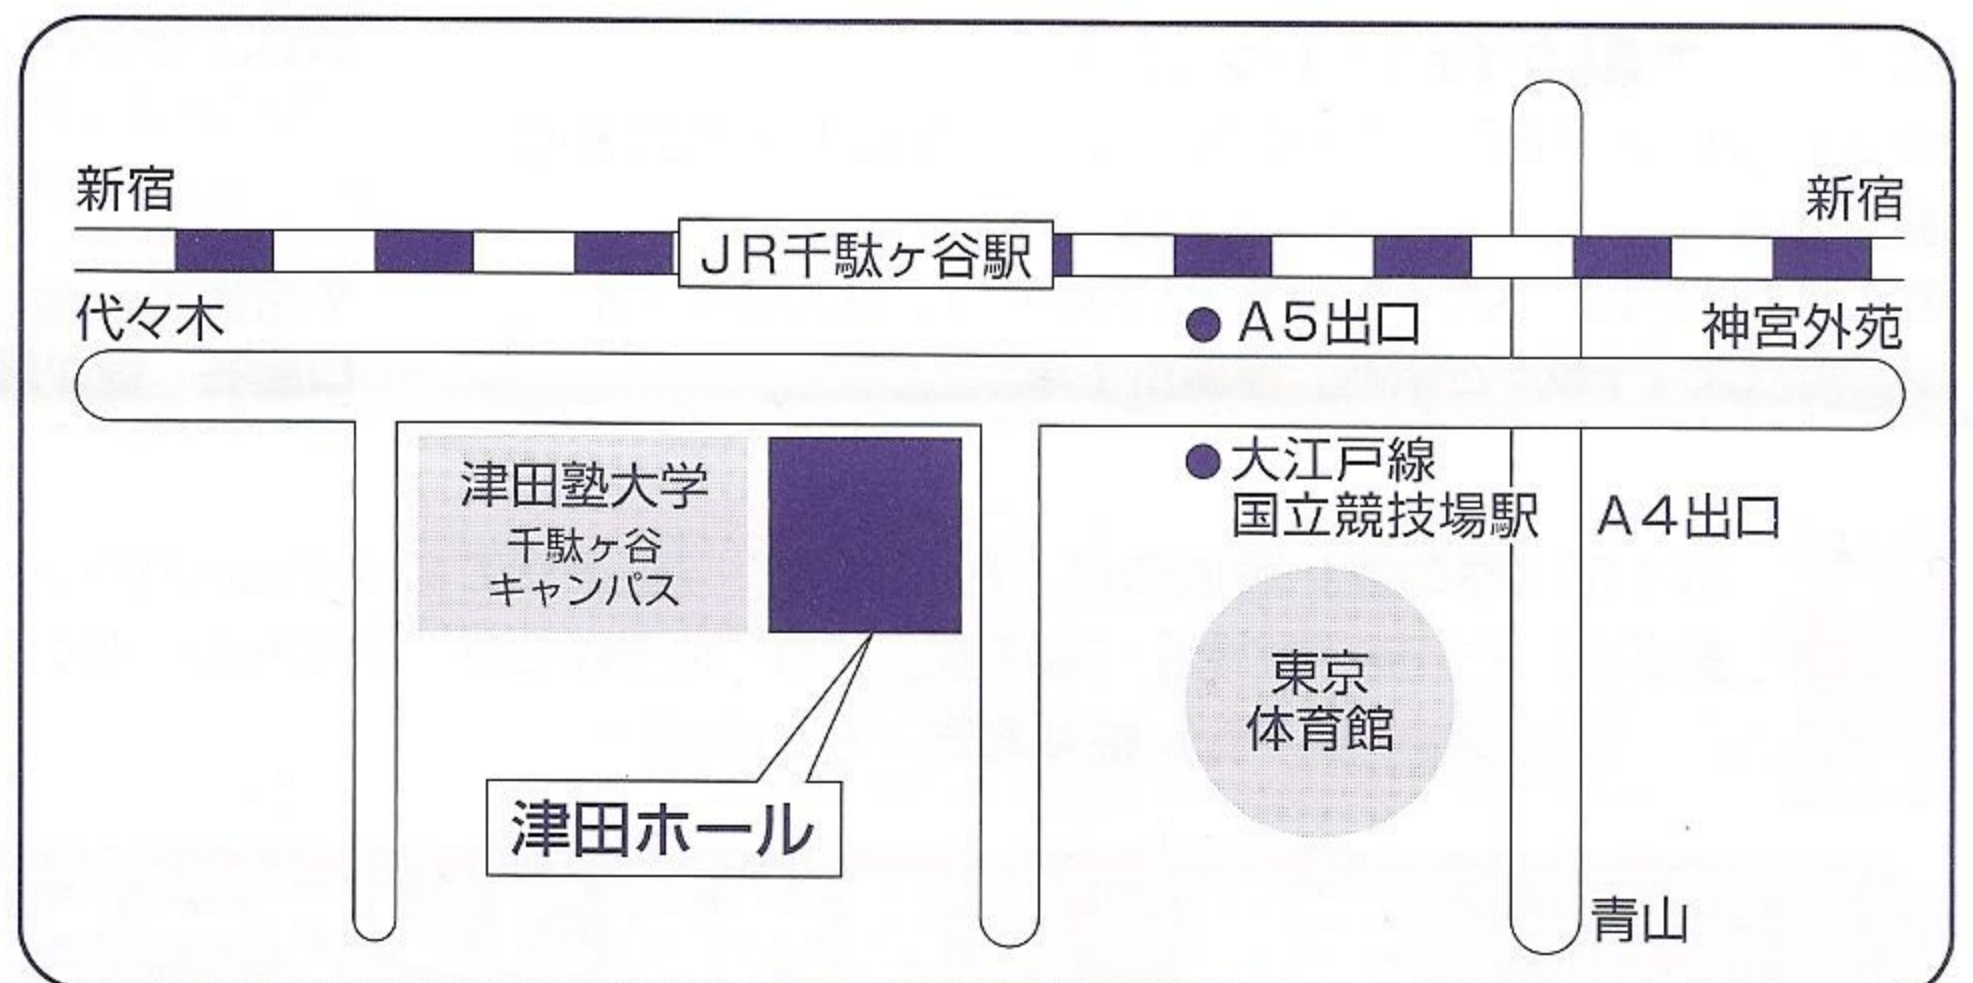 新宿
新宿
JR千駄ヶ谷駅
代々木
A5出口
神宮外苑
大江戸線
国立競技場駅
A4出口
津田塾大学
千駄ヶ谷
キャンパス
東京
体育館
津田ホール
青山